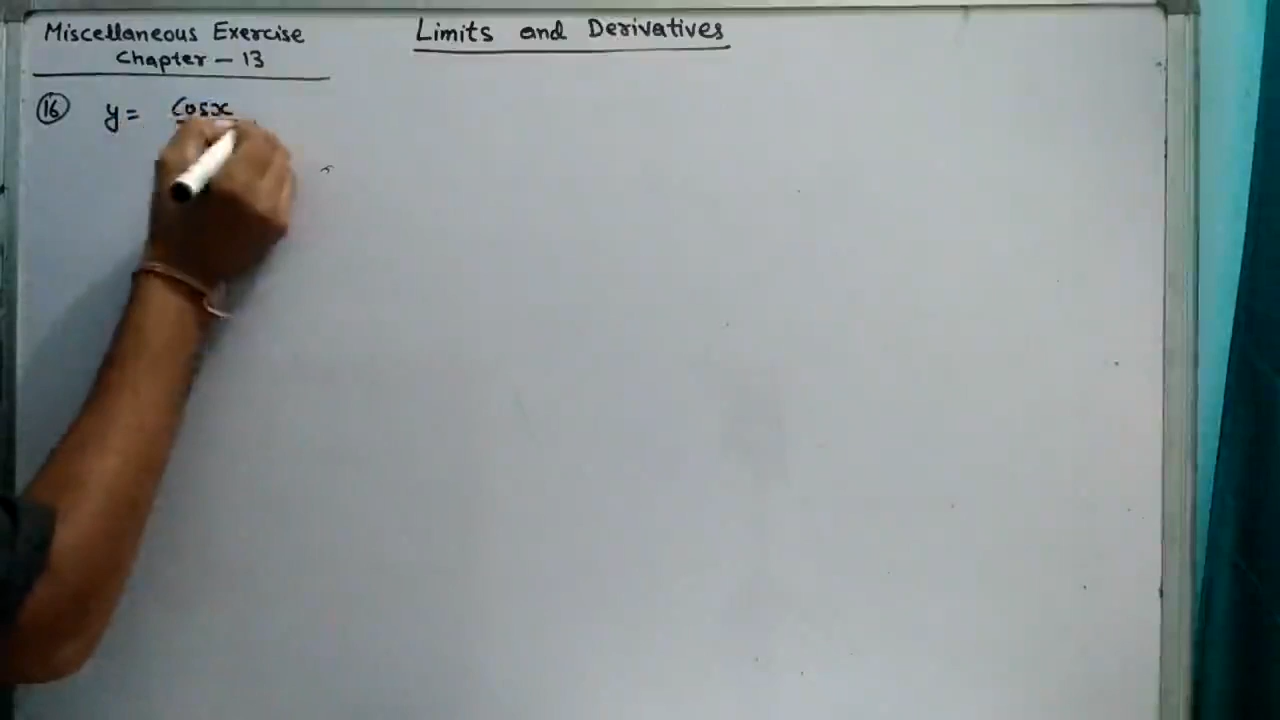 Miscellaneous Exercise
Chapter - 13
Limits and Derivatives
16 y = Cosx